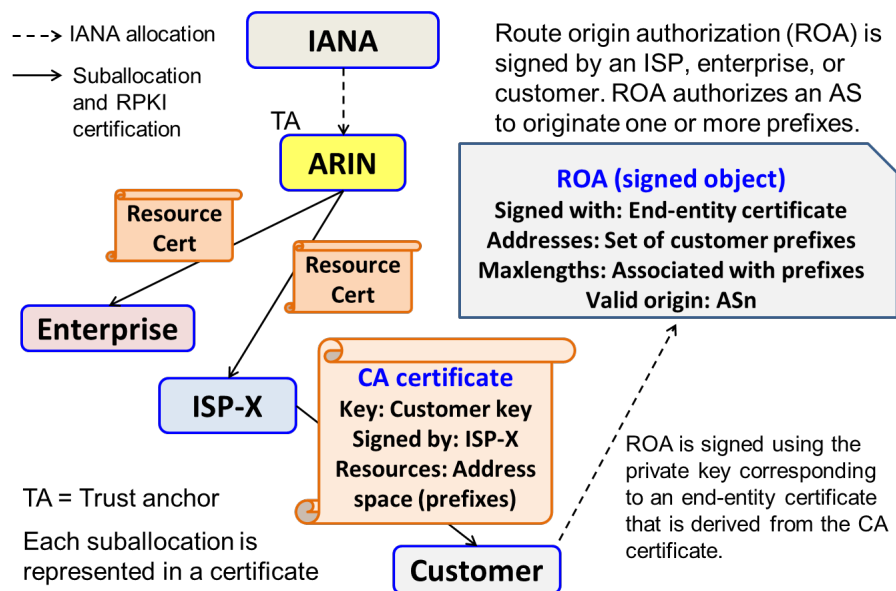 IANA allocation
Suballocation
and RPKI
certification
IANA
TA
ARIN
Route origin authorization (ROA) is
signed by an ISP, enterprise, or
customer. ROA authorizes an AS
to originate one or more prefixes.
ROA (signed object)
Signed with: End-entity certificate
Addresses: Set of customer prefixes
Maxlengths: Associated with prefixes
Valid origin: ASn
Resource
Cert
Resource
Cert
Enterprise
ISP-X
CA certificate
Key: Customer key
Signed by: ISP-X
Resources: Address
space (prefixes)
ROA is signed using the
private key corresponding
to an end-entity certificate
that is derived from the CA
certificate.
TA = Trust anchor
Each suballocation is
represented in a certificate
Customer